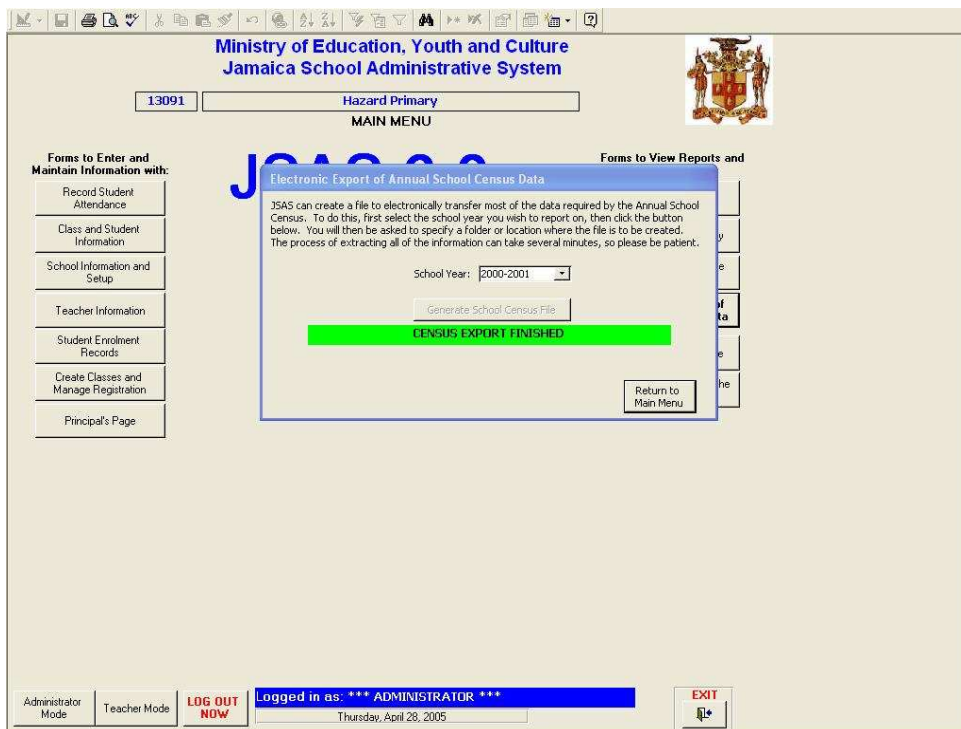 Ministry of Education, Youth and Culture
Jamaica School Administrative System
13091
Hazard Primary
MAIN MENU
Forms to Enter and
Maintain Information with:
Forms to View Reports and
Record Student
Attendance
Class and Student
Information
School Information and
Setup
Teacher Information
Student Enrolment
Records
Create Classes and
Manage Registration
Principal's Page
Electronic Export of Annual School Census Data
JSAS can create a file to electronically transfer most of the data required by the Annual School
Census. To do this, first select the school year you wish to report on, then click the button
below. You will then be asked to specify a folder or location where the file is to be created.
The process of extracting all of the information can take several minutes, so please be patient.
School Year: 2000-2001
Generate School Census File
CENSUS EXPORT FINISHED
Return to
Main Menu
Administrator
Mode
Teacher Mode
LOG OUT
NOW
Logged in as: *** ADMINISTRATOR ***
Thursday, April 28, 2005
EXIT